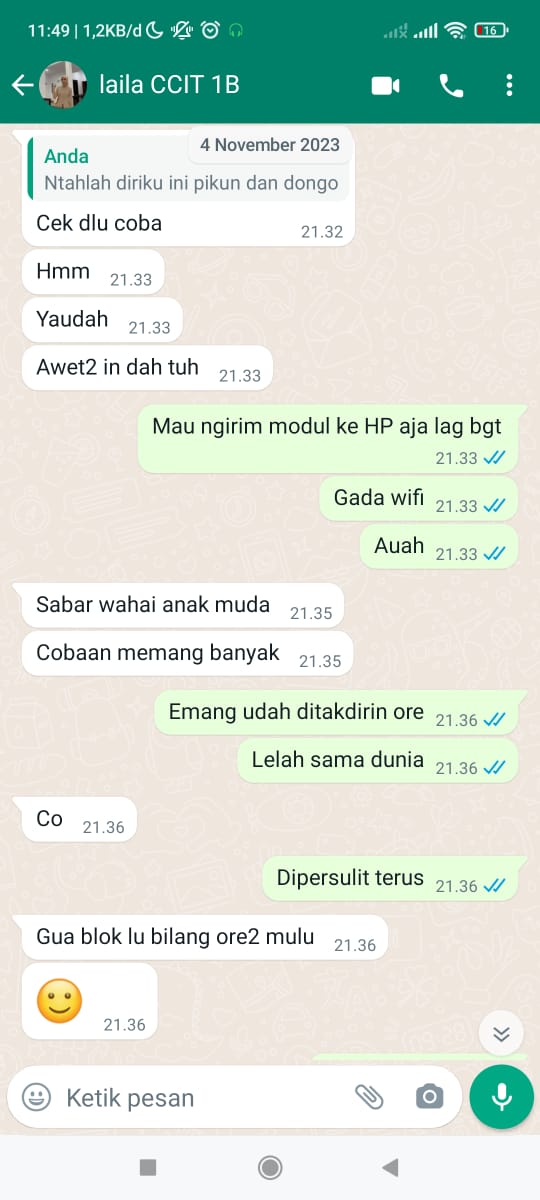 11:49 | 1,2KB/d
16
laila CCIT 1B
4 November 2023
Anda
Ntahlah diriku ini pikun dan dongo
Cek dlu coba 21.32
Hmm 21.33
Yaudah 21.33
Awet2 in dah tuh 21.33
Mau ngirim modul ke HP aja lag bgt
21.33
Gada wifi 21.33
Auah 21.33
Sabar wahai anak muda 21.35
Cobaan memang banyak 21.35
Emang udah ditakdirin ore 21.36
Lelah sama dunia 21.36
Co 21.36
Dipersulit terus 21.36
Gua blok lu bilang ore2 mulu 21.36
21.36
Ketik pesan